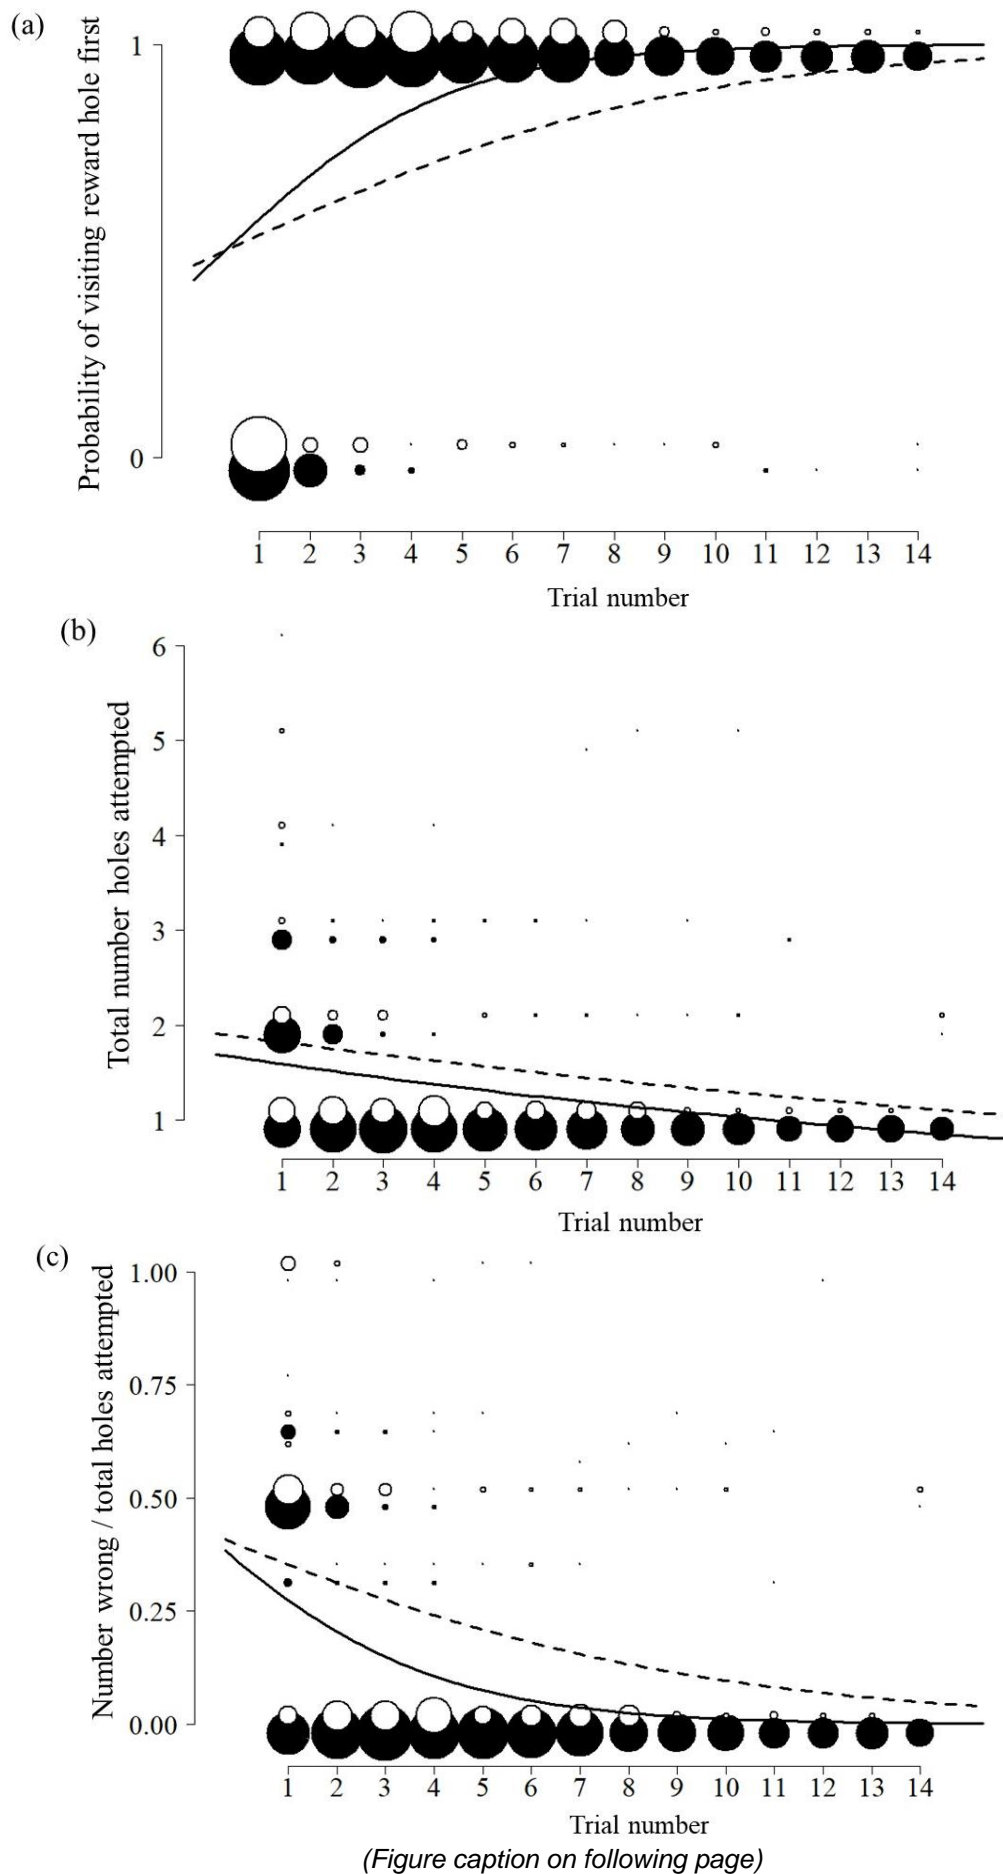 (a)
Probability of visiting reward hole first
1
0
1 2 3 4 5 6 7 8 9 10 11 12 13 14
Trial number
(b)
Total number holes attempted
6
5
4
3
2
1
1 2 3 4 5 6 7 8 9 10 11 12 13 14
Trial number
(c)
Number wrong / total holes attempted
1.00
0.75
0.50
0.25
0.00
1 2 3 4 5 6 7 8 9 10 11 12 13 14
Trial number
(Figure caption on following page)